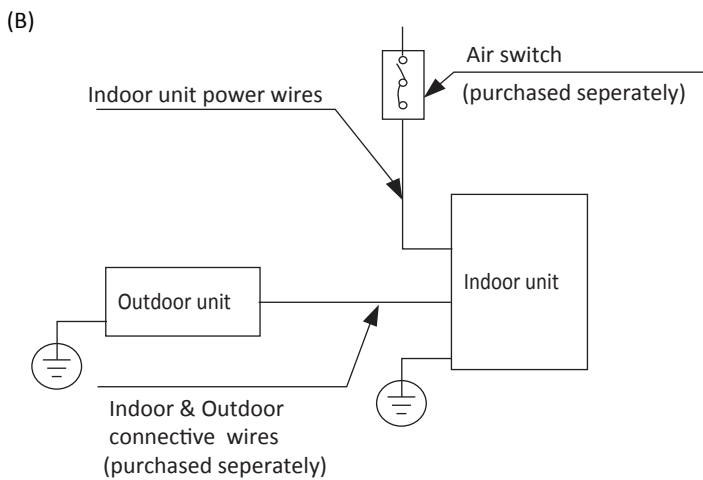 (B)
Air switch
(purchased seperately)
Indoor unit power wires
Indoor unit
Outdoor unit
Indoor & Outdoor
connective wires
(purchased seperately)